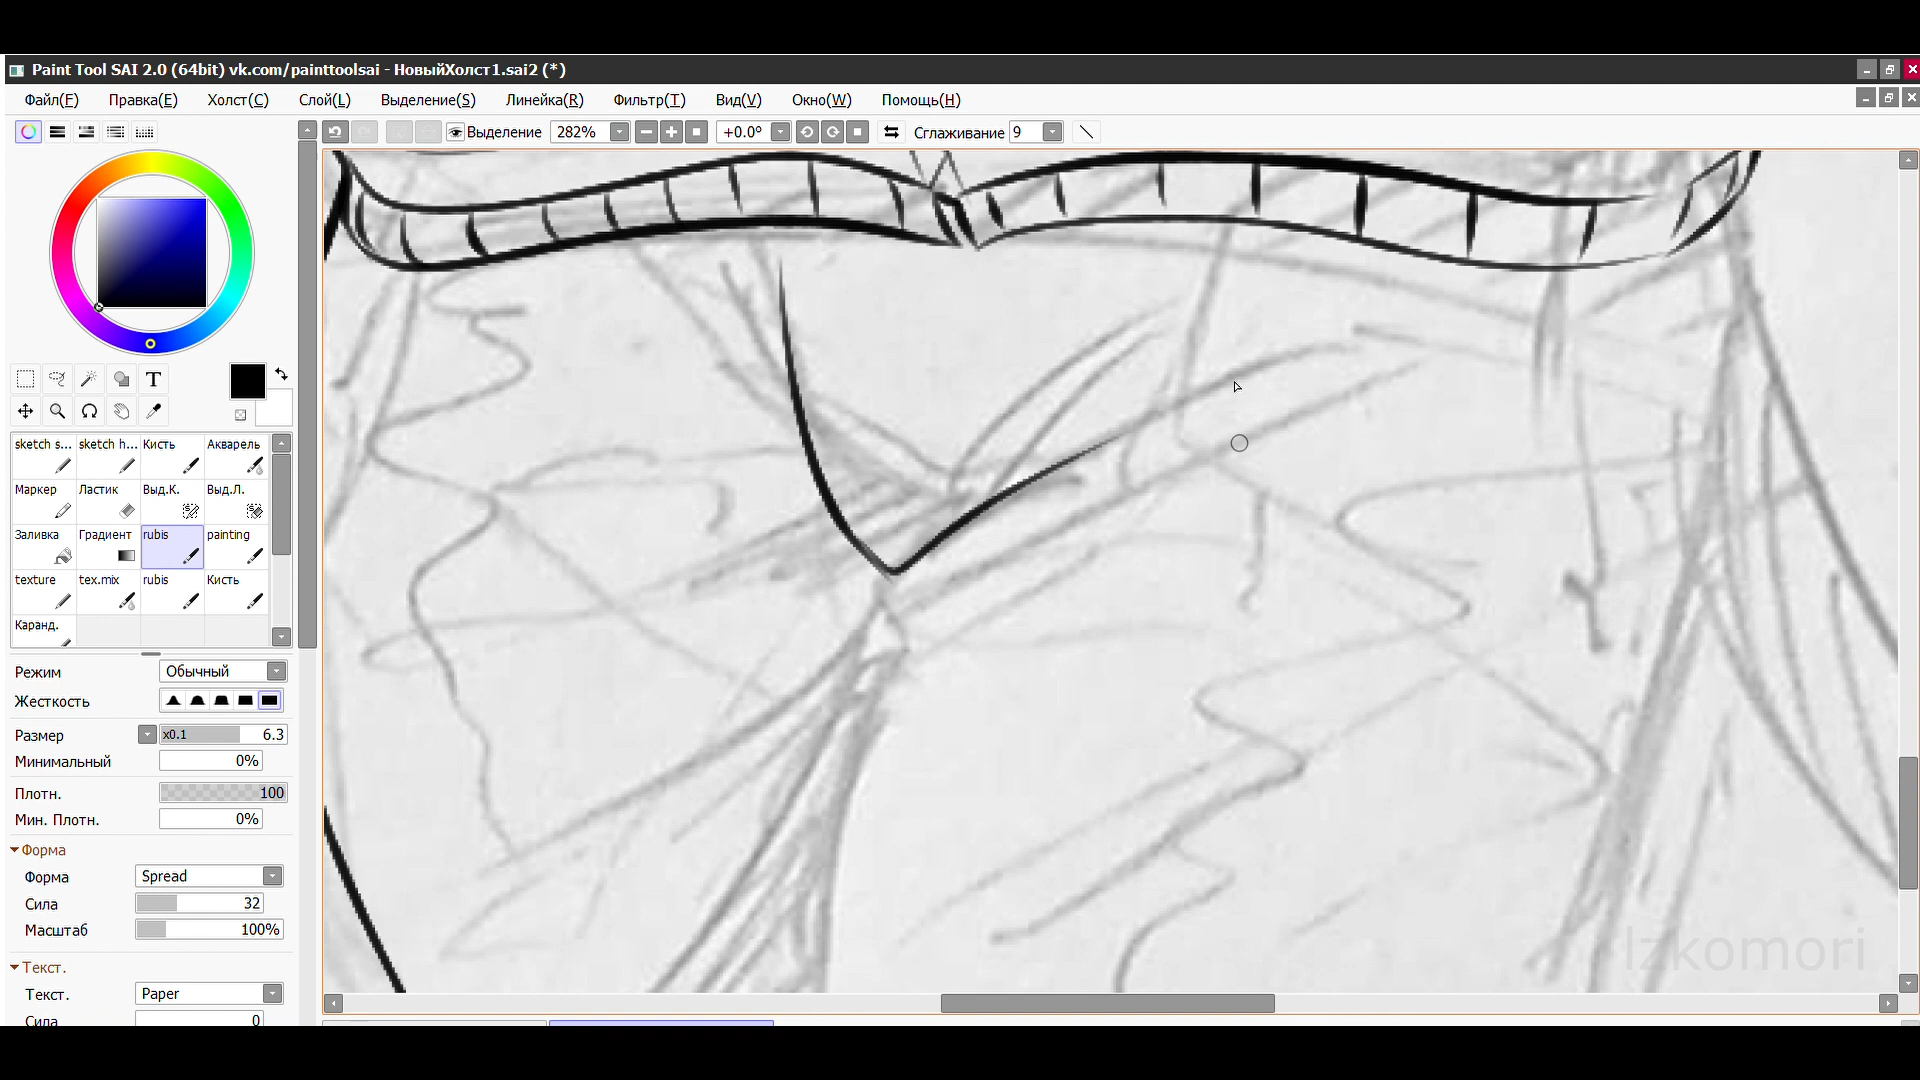 Paint Tool SAI 2.0 (64bit) vk.com/painttoolsai - НовыйХолст1.sai2 (*)
Файл(F) Правка(E) Холст(C) Слой(L) Выделение(S) Линейка(R) Фильтр(T) Вид(V) Окно(W) Помощь(H)
Выделение 282% +0.0º Сглаживание 9
T
sketch s... sketch h... Кисть Акварель
Маркер Ластик Выд.К. Выд.Л.
Заливка Градиент rubis painting
texture tex.mix rubis Кисть
Каранд.
Режим Обычный
Жесткость
Размер x0.1 6.3
Минимальный 0%
Плотн. 100
Мин. Плотн. 0%
Форма
Форма Spread
Сила 32
Масштаб 100%
Текст.
Текст. Paper
Сила 0
Izkomori